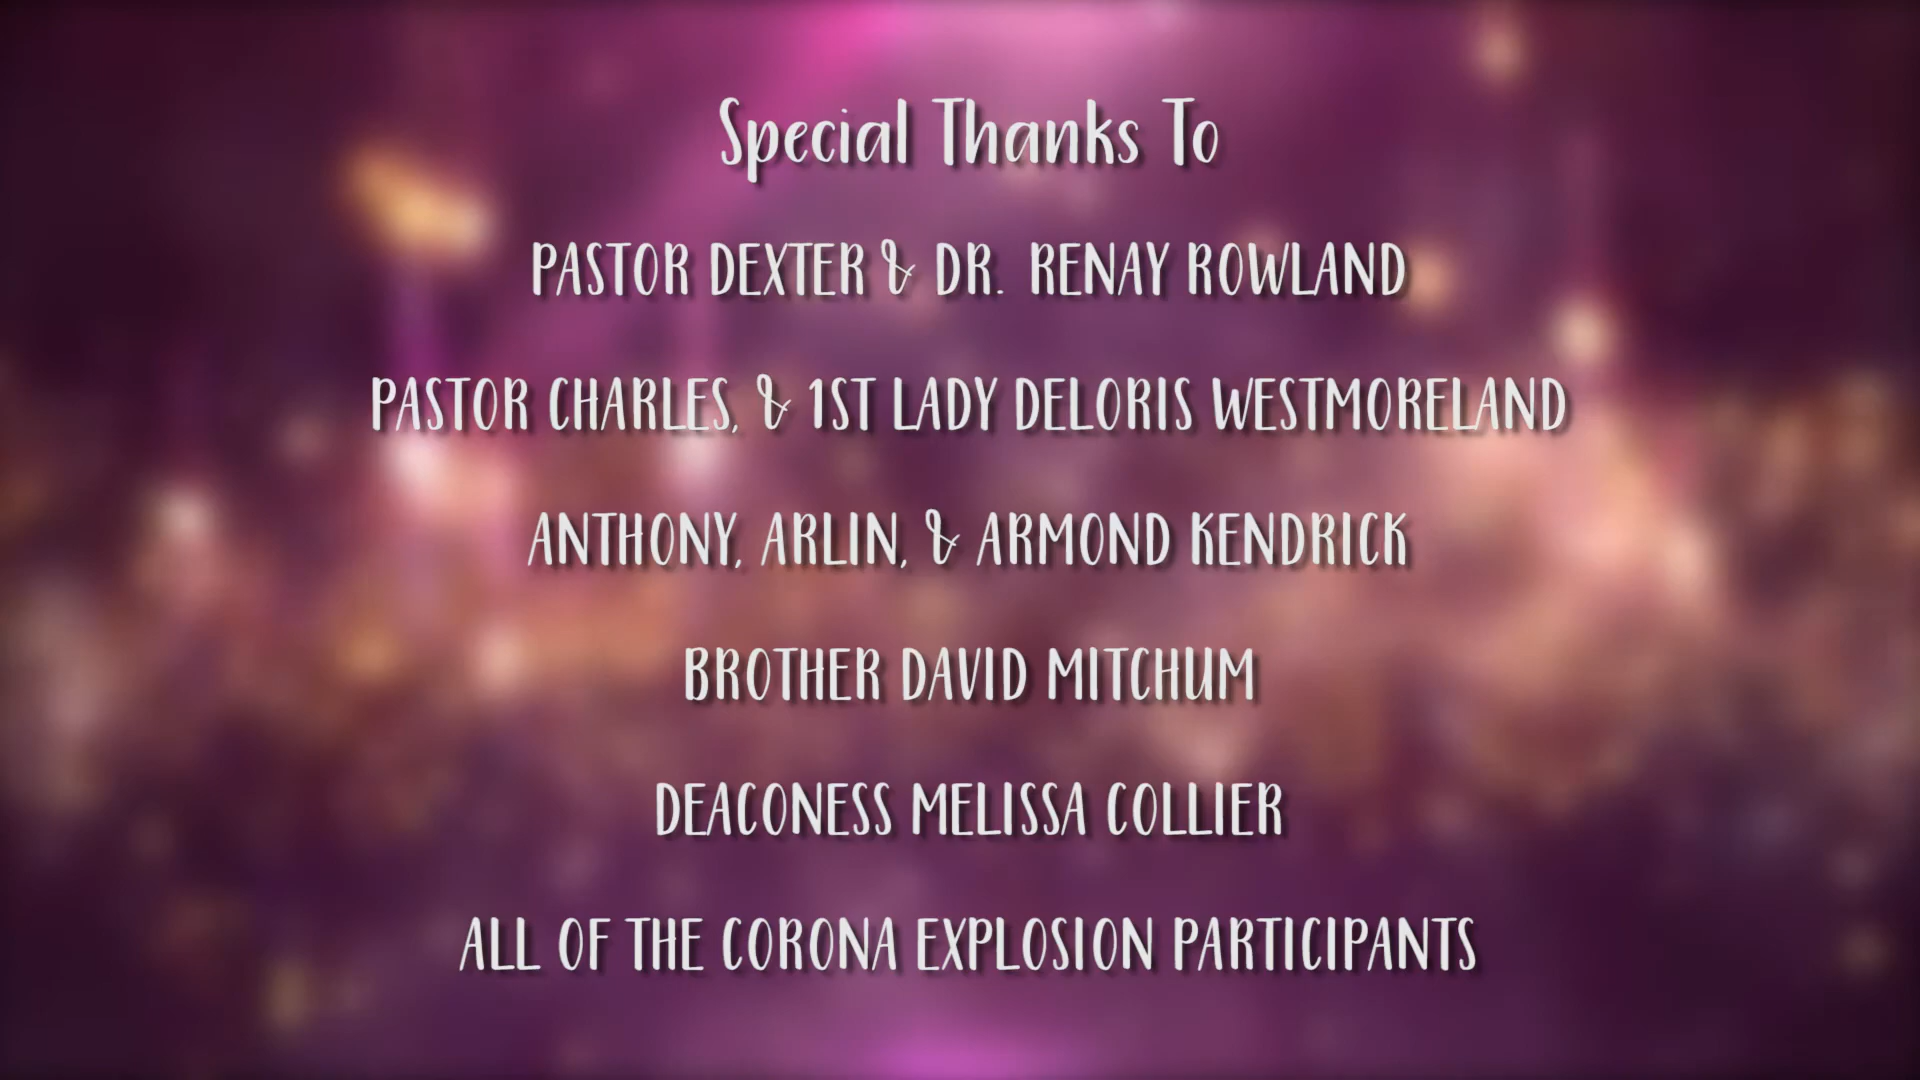 Special Thanks To
PASTOR DEXTER & DR. RENAY ROWLAND
PASTOR CHARLES, & 1ST LADY DELORIS WESTMORELAND
ANTHONY, ARLIN, & ARMOND KENDRICK
BROTHER DAVID MITCHUM
DEACONESS MELISSA COLLIER
ALL OF THE CORONA EXPLOSION PARTICIPANTS